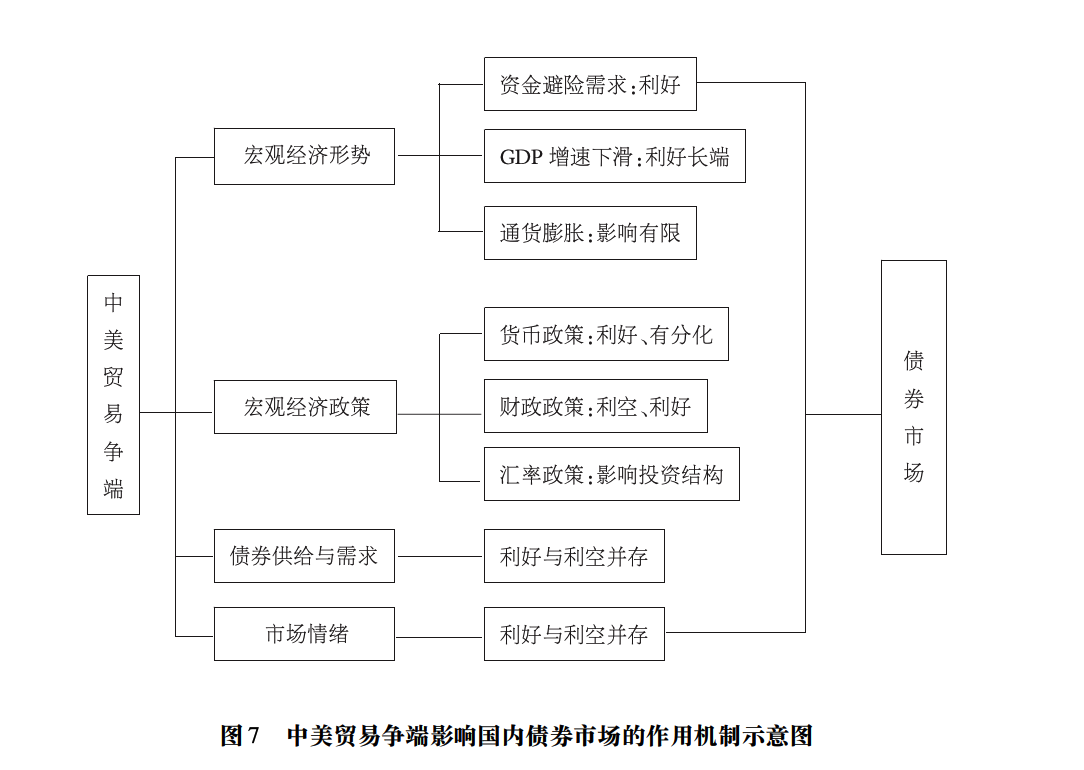 中美贸易争端
宏观经济形势
资金避险需求:利好
GDP 增速下滑:利好长端
通货膨胀:影响有限
宏观经济政策
货币政策:利好、有分化
财政政策:利空、利好
汇率政策:影响投资结构
债券供给与需求
利好与利空并存
市场情绪
利好与利空并存
债券市场
图 7 中美贸易争端影响国内债券市场的作用机制示意图